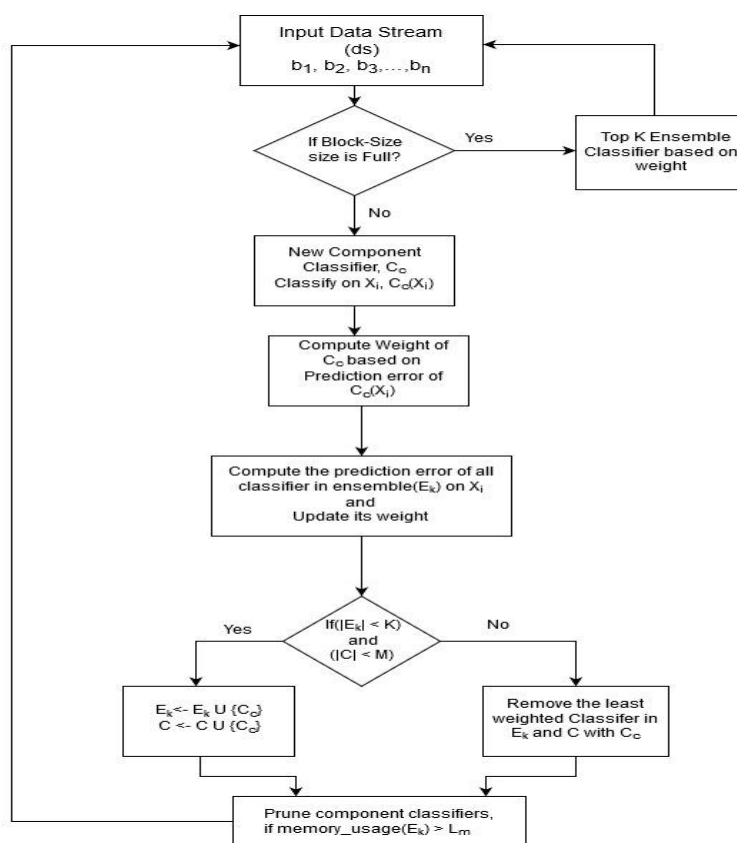 Input Data Stream
(ds)
b1, b2, b3,...,bn
If Block-Size
size is Full?
Yes
Top K Ensemble
Classifier based on
weight
No
New Component
Classifier, Cc
Classify on Xi, Cc(Xi)
Compute Weight of
Cc based on
Prediction error of
Cc(Xi)
Compute the prediction error of all
classifier in ensemble(Ek) on Xi
and
Update its weight
If(|Ek| < K)
and
(|C| < M)
Yes
No
Ek<- Ek U {Cc}
C <- C U {Cc}
Remove the least
weighted Classifer in
Ek and C with Cc
Prune component classifiers,
if memory_usage(Ek) > Lm